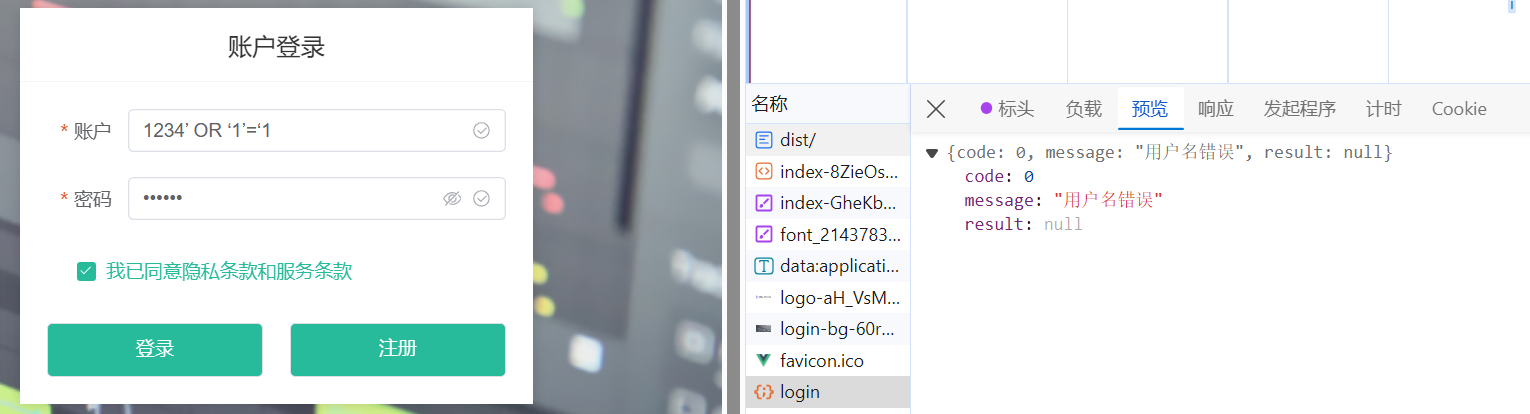 账户登录
* 账户 1234’ OR ‘1’=‘1
* 密码 ••••••
我已同意隐私条款和服务条款
登录 注册
名称
dist/
index-8ZieOs...
index-GheKb...
font_2143783...
data:applicati...
logo-aH_VsM...
login-bg-60r...
favicon.ico
login
标头 负载 预览 响应 发起程序 计时 Cookie
{code: 0, message: "用户名错误", result: null}
code: 0
message: "用户名错误"
result: null